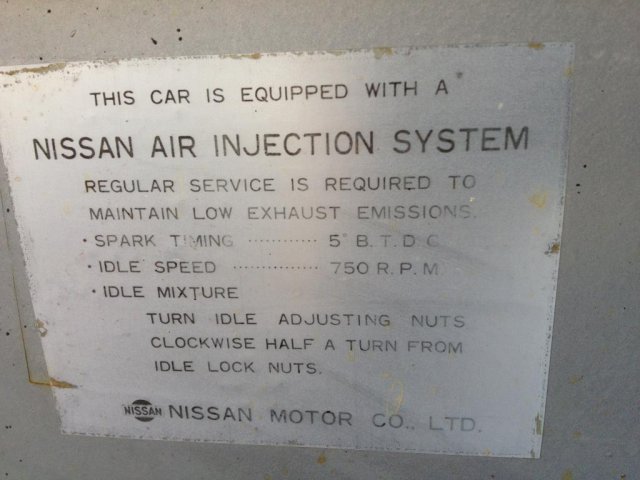 THIS CAR IS EQUIPPED WITH A
NISSAN AIR INJECTION SYSTEM
REGULAR SERVICE IS REQUIRED TO
MAINTAIN LOW EXHAUST EMISSIONS.
· SPARK TIMING ············ 5° B.T.D.C
· IDLE SPEED ··············· 750 R.P.M.
· IDLE MIXTURE
TURN IDLE ADJUSTING NUTS
CLOCKWISE HALF A TURN FROM
IDLE LOCK NUTS.
NISSAN NISSAN MOTOR CO., LTD.